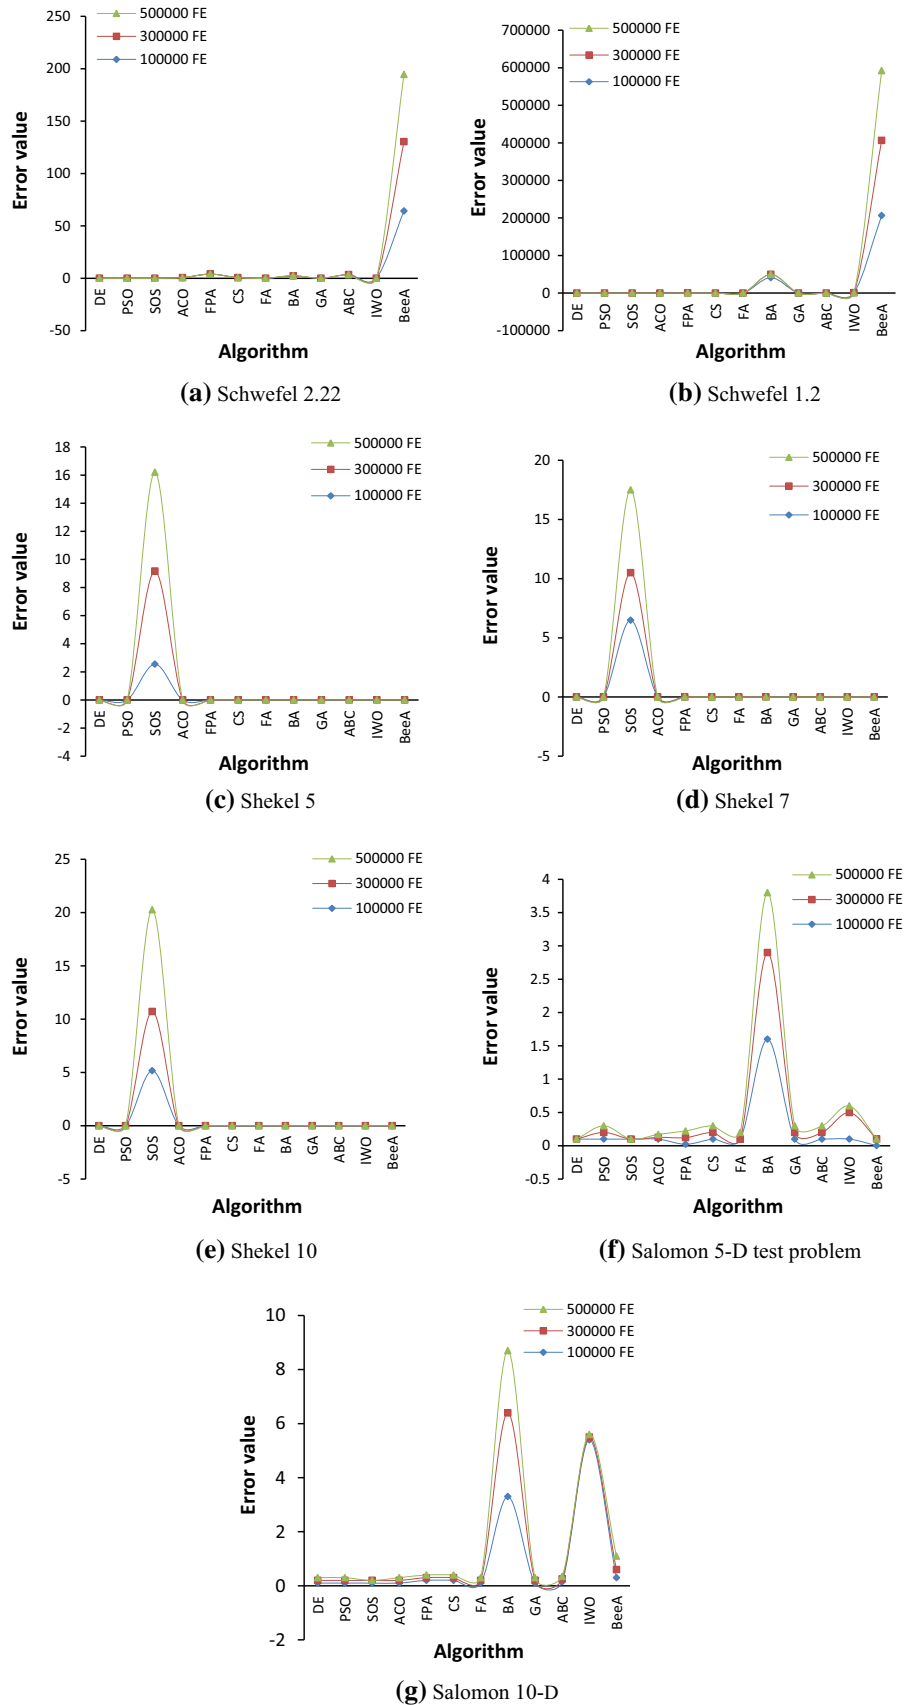 500000 FE
300000 FE
100000 FE
Error value
250
200
150
100
50
0
-50
DE PSO SOS ACO FPA CS FA BA GA ABC IWO BeeA
Algorithm
(a) Schwefel 2.22
500000 FE
300000 FE
100000 FE
Error value
700000
600000
500000
400000
300000
200000
100000
0
-100000
DE PSO SOS ACO FPA CS FA BA GA ABC IWO BeeA
Algorithm
(b) Schwefel 1.2
500000 FE
300000 FE
100000 FE
Error value
18
16
14
12
10
8
6
4
2
0
-2
-4
DE PSO SOS ACO FPA CS FA BA GA ABC IWO BeeA
Algorithm
(c) Shekel 5
500000 FE
300000 FE
100000 FE
Error value
20
15
10
5
0
-5
DE PSO SOS ACO FPA CS FA BA GA ABC IWO BeeA
Algorithm
(d) Shekel 7
500000 FE
300000 FE
100000 FE
Error value
25
20
15
10
5
0
-5
DE PSO SOS ACO FPA CS FA BA GA ABC IWO BeeA
Algorithm
(e) Shekel 10
500000 FE
300000 FE
100000 FE
Error value
4
3.5
3
2.5
2
1.5
1
0.5
0
-0.5
DE PSO SOS ACO FPA CS FA BA GA ABC IWO BeeA
Algorithm
(f) Salomon 5-D test problem
500000 FE
300000 FE
100000 FE
Error value
10
8
6
4
2
0
-2
DE PSO SOS ACO FPA CS FA BA GA ABC IWO BeeA
Algorithm
(g) Salomon 10-D